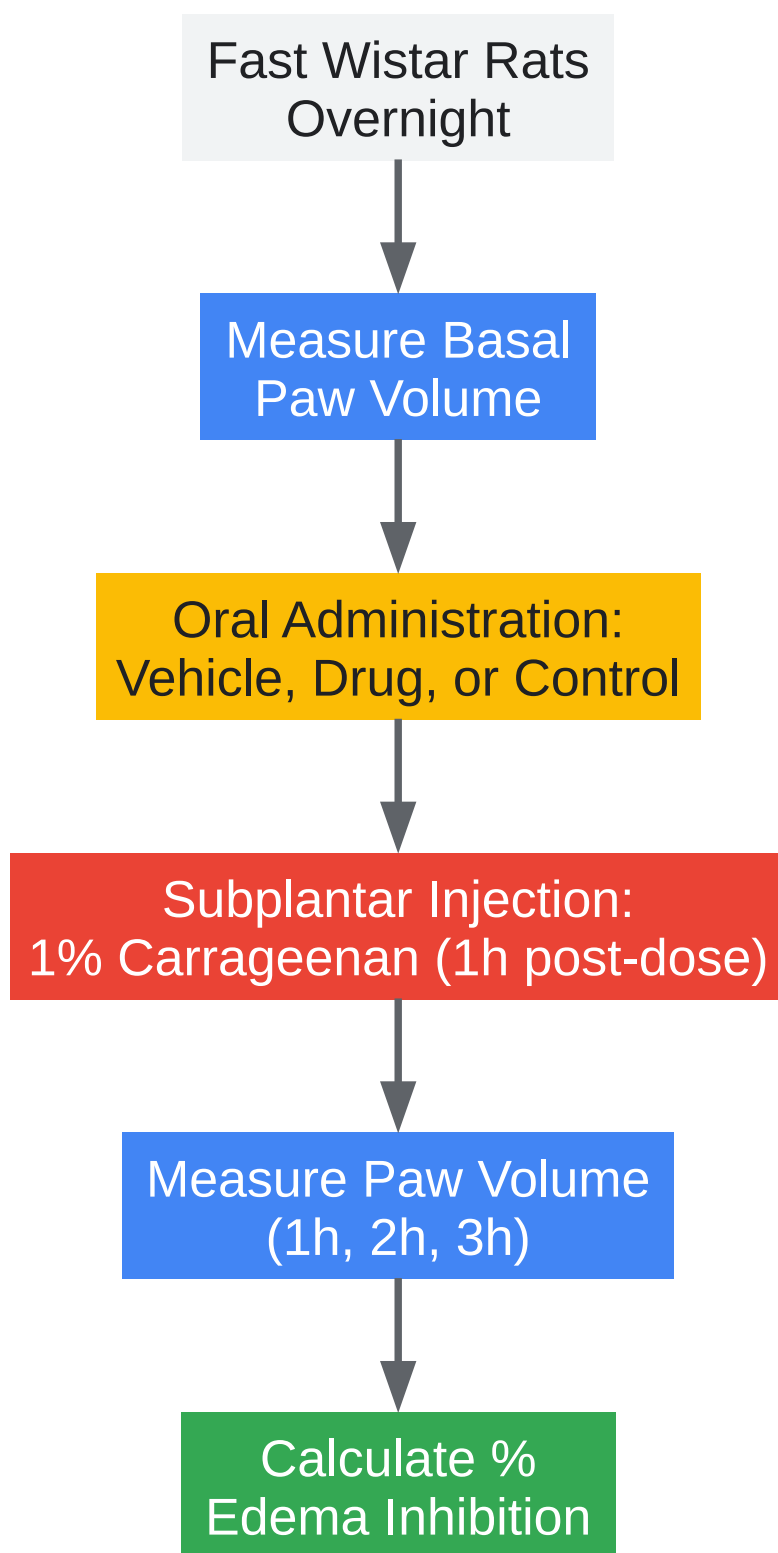 Fast Wistar Rats
Overnight
Measure Basal
Paw Volume
Oral Administration:
Vehicle, Drug, or Control
Subplantar Injection:
1% Carrageenan (1h post-dose)
Measure Paw Volume
(1h, 2h, 3h)
Calculate %
Edema Inhibition